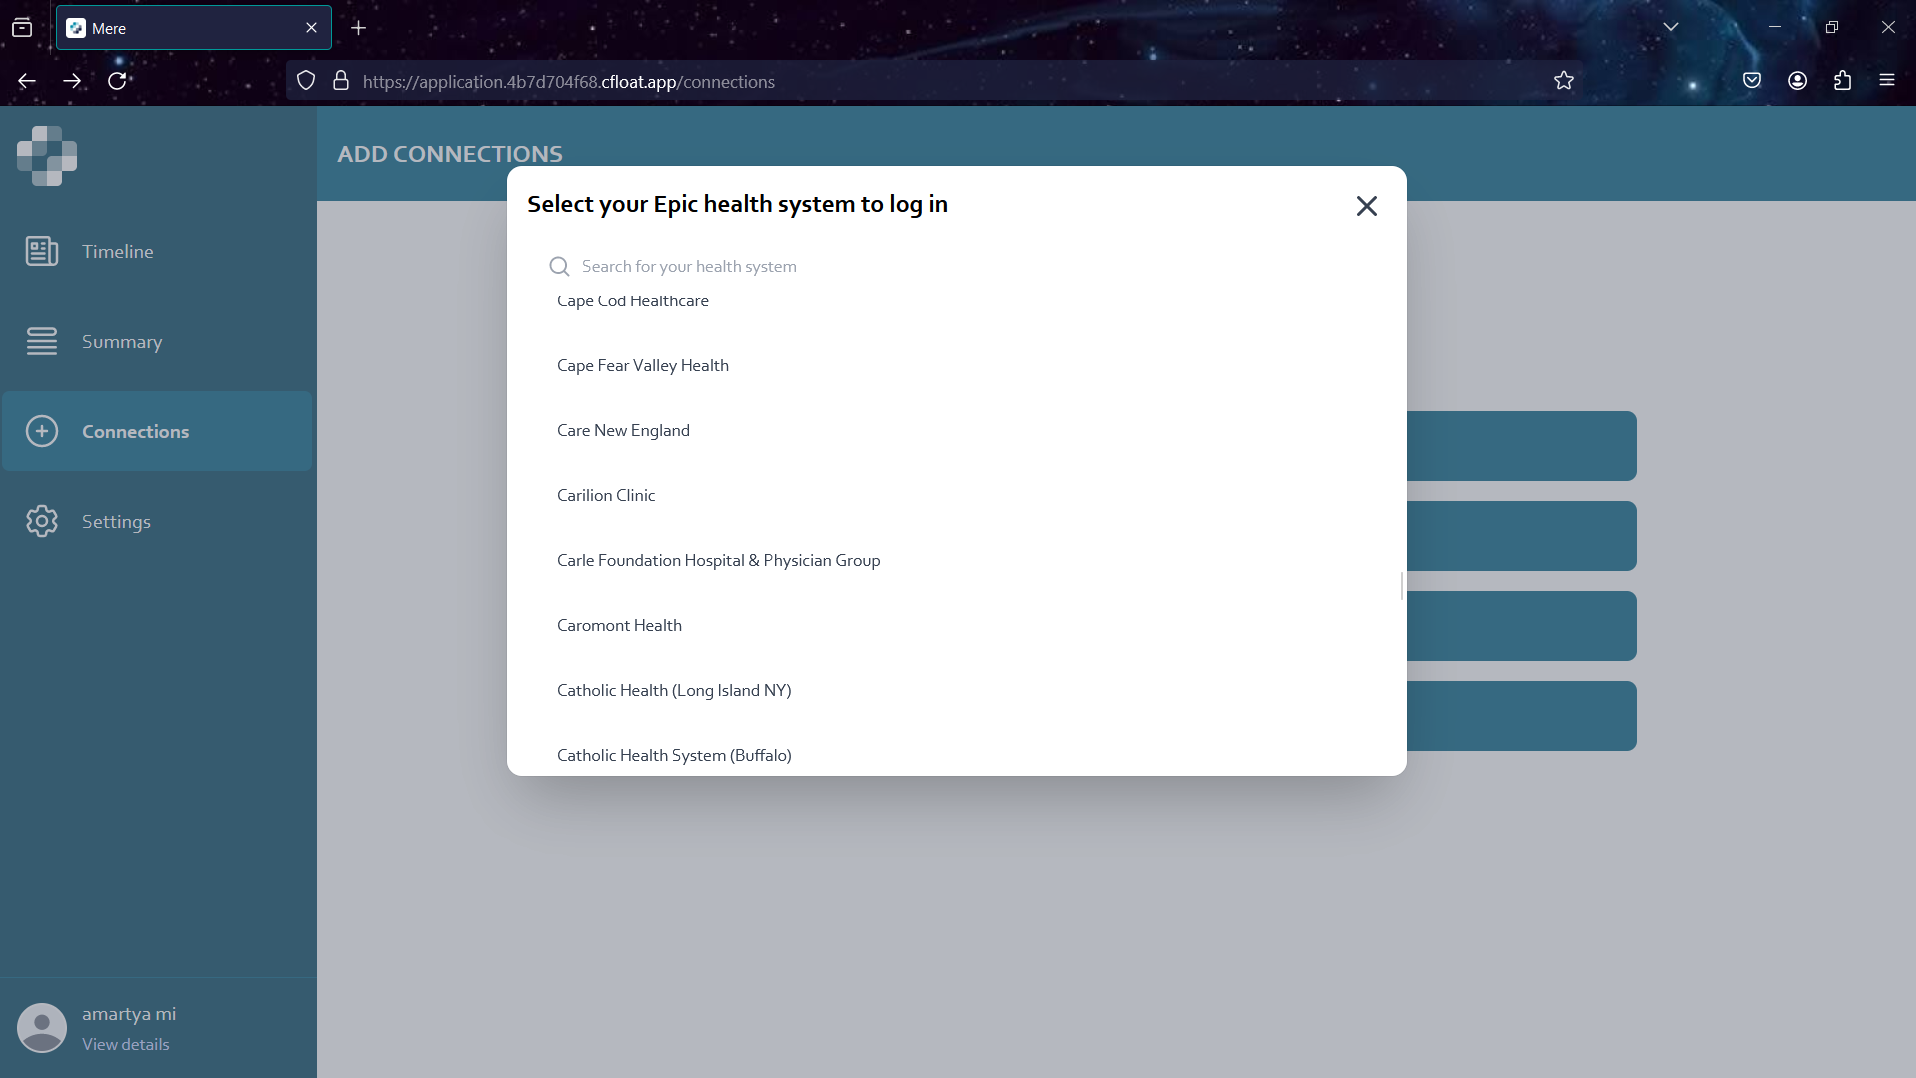 Mere
https://application.4b7d704f68.cfloat.app/connections
ADD CONNECTIONS
Timeline
Summary
Connections
Settings
amartya mi
View details
Select your Epic health system to log in
Search for your health system
Cape Cod Healthcare
Cape Fear Valley Health
Care New England
Carilion Clinic
Carle Foundation Hospital & Physician Group
Caromont Health
Catholic Health (Long Island NY)
Catholic Health System (Buffalo)